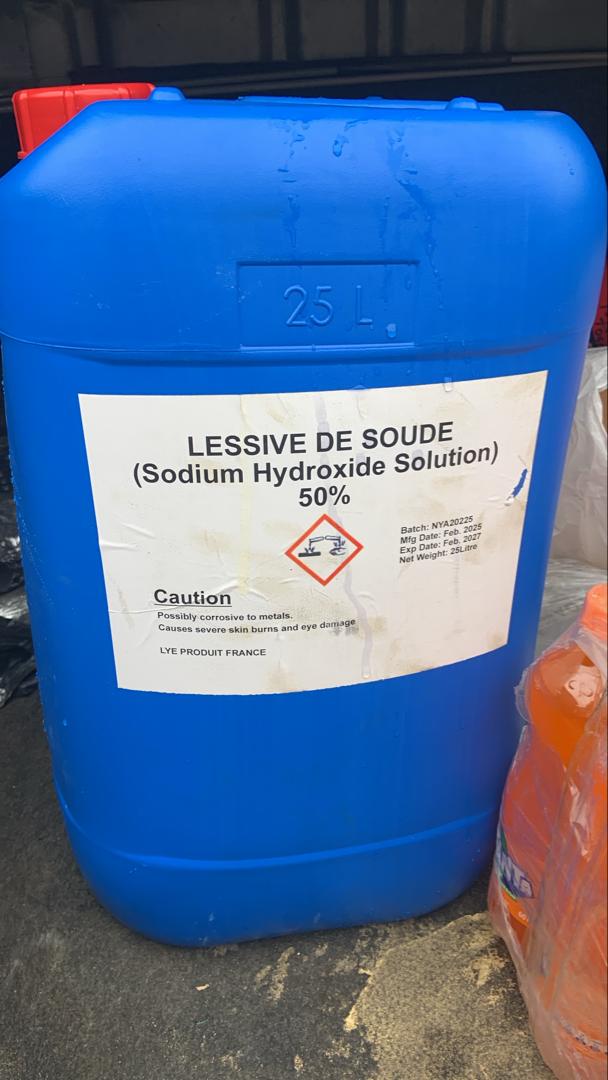 25 L
LESSIVE DE SOUDE
(Sodium Hydroxide Solution)
50%
Batch: NYA20225
Mfg Date: Feb. 2025
Exp Date: Feb. 2027
Net Weight: 25Litre
Caution
Possibly corrosive to metals.
Causes severe skin burns and eye damage
LYE PRODUIT FRANCE